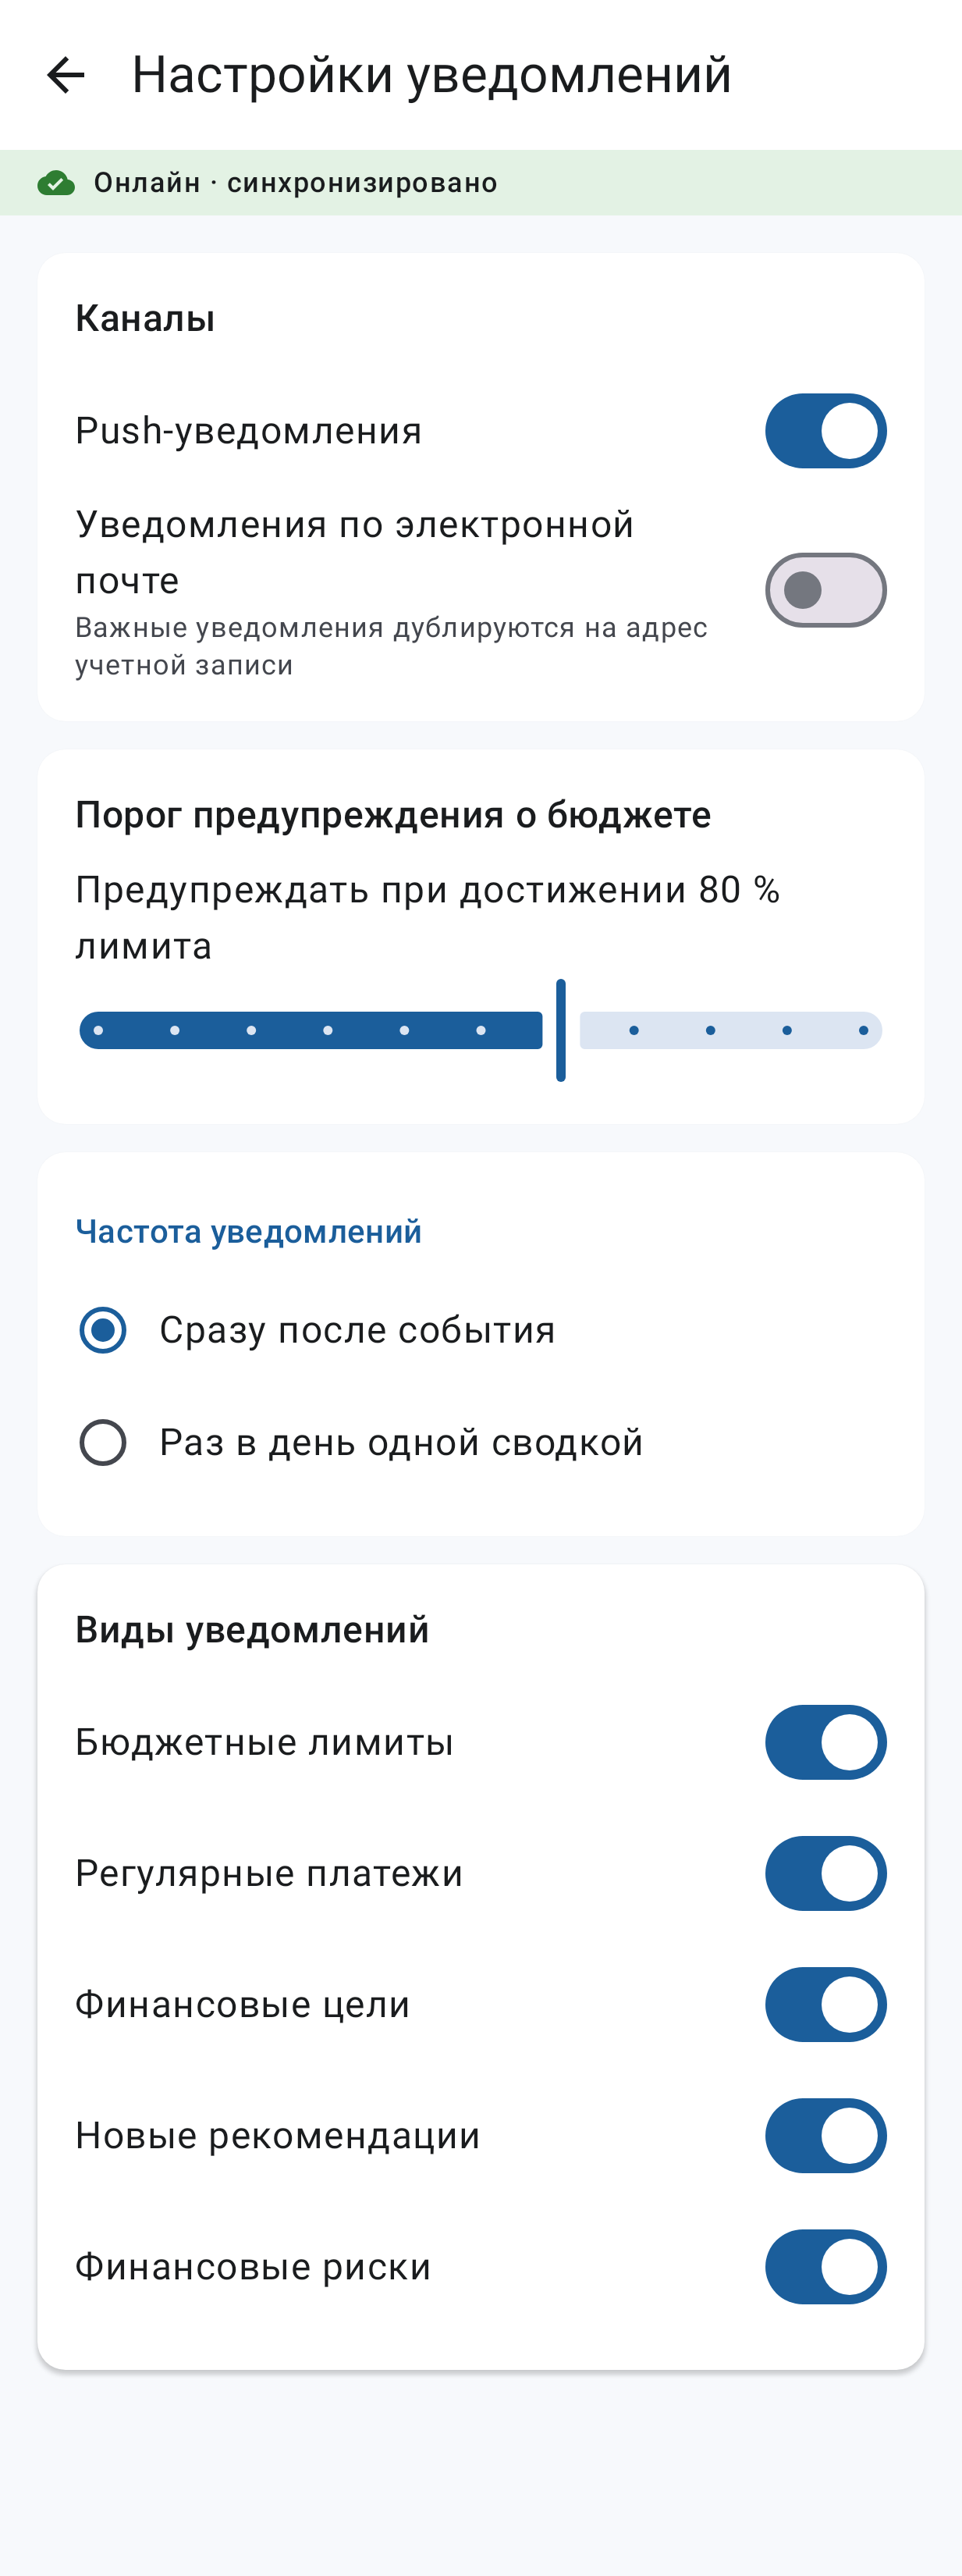 Настройки уведомлений
Онлайн · синхронизировано
Каналы
Push-уведомления
Уведомления по электронной
почте
Важные уведомления дублируются на адрес
учетной записи
Порог предупреждения о бюджете
Предупреждать при достижении 80 %
лимита
Частота уведомлений
Сразу после события
Раз в день одной сводкой
Виды уведомлений
Бюджетные лимиты
Регулярные платежи
Финансовые цели
Новые рекомендации
Финансовые риски